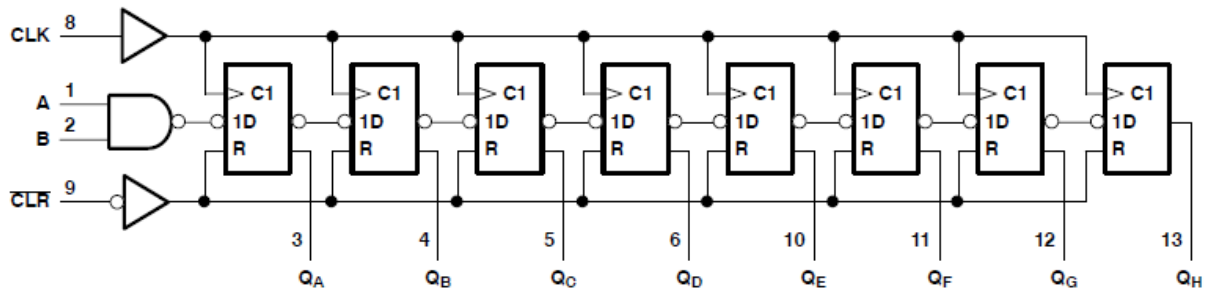 CLK 8
C1 C1 C1 C1 C1 C1 C1 C1
A 1
1D 1D 1D 1D 1D 1D 1D 1D
B 2
R R R R R R R R
CLR 9
3 4 5 6 10 11 12 13
QA QB QC QD QE QF QG QH